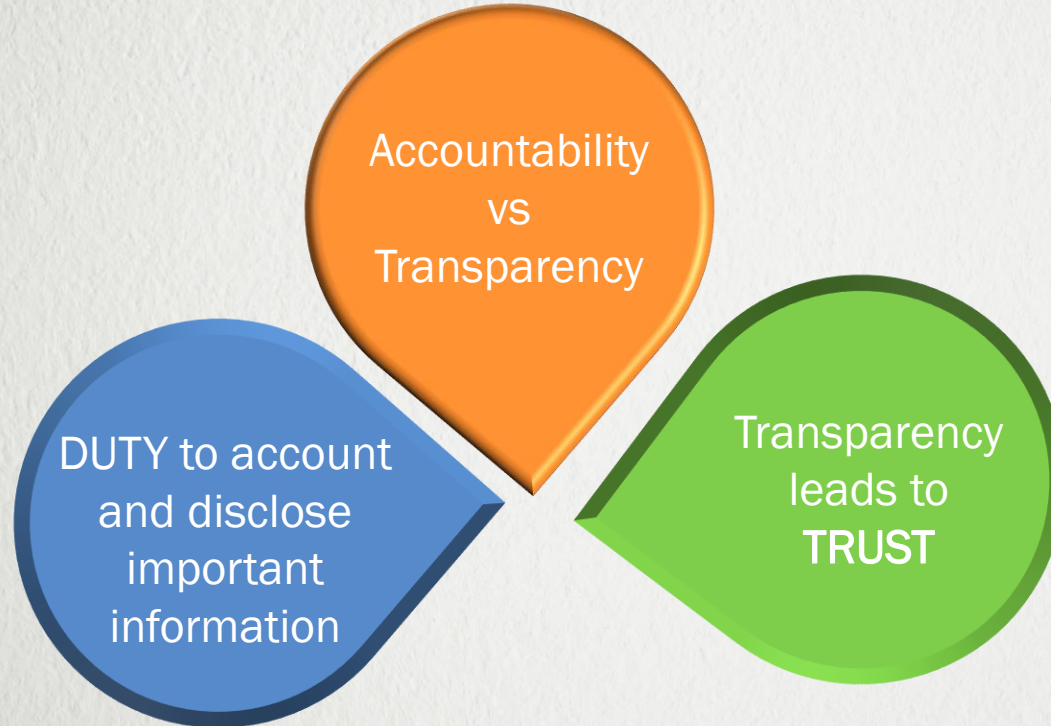 Accountability
vs
Transparency
DUTY to account
and disclose
important
information
Transparency
leads to
TRUST